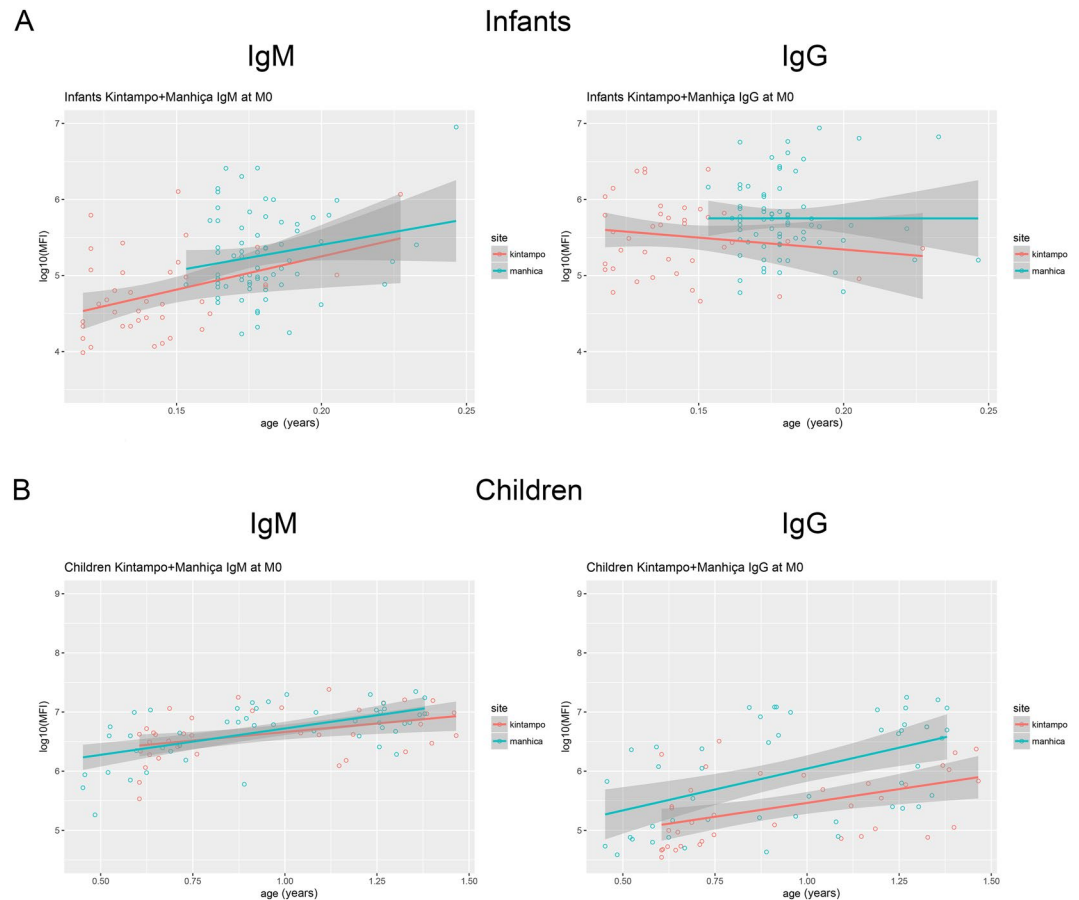 A
Infants
IgM
IgG
Infants Kintampo+Manhiça IgM at M0
7
6
5
4
log10(MFI)
0.15
0.20
0.25
age (years)
site
kintampo
manhica
Infants Kintampo+Manhiça IgG at M0
7
6
5
4
log10(MFI)
0.15
0.20
0.25
age (years)
site
kintampo
manhica
B
Children
IgM
IgG
Children Kintampo+Manhiça IgM at M0
9
8
7
6
5
log10(MFI)
0.50
0.75
1.00
1.25
1.50
age (years)
site
kintampo
manhica
Children Kintampo+Manhiça IgG at M0
9
8
7
6
5
log10(MFI)
0.50
0.75
1.00
1.25
1.50
age (years)
site
kintampo
manhica